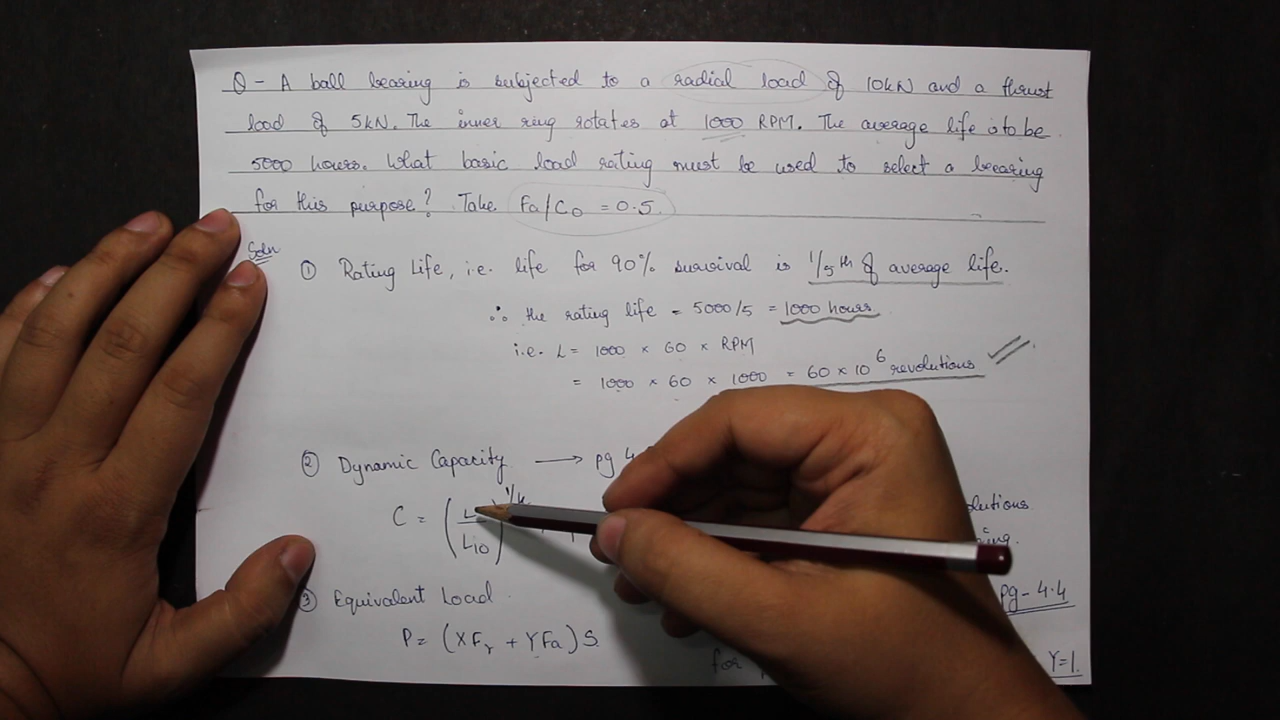 Q - A ball bearing is subjected to a radial load of 10kN and a thrust
load of 5kN. The inner ring rotates at 1000 RPM. The average life is to be
5000 hours. What basic load rating must be used to select a bearing
for this purpose? Take Fa/Co = 0.5.
Soln
① Rating Life, i.e. life for 90% survival is 1/5th of average life.
∴ the rating life = 5000/5 = 1000 hours.
i.e. L = 1000 × 60 × RPM
= 1000 × 60 × 1000 = 60 × 10⁶ revolutions
② Dynamic Capacity → pg 4
C = (L/L10)^1/k
③ Equivalent Load. pg - 4.4
P = (XFr + YFa)S.
for Y=1.